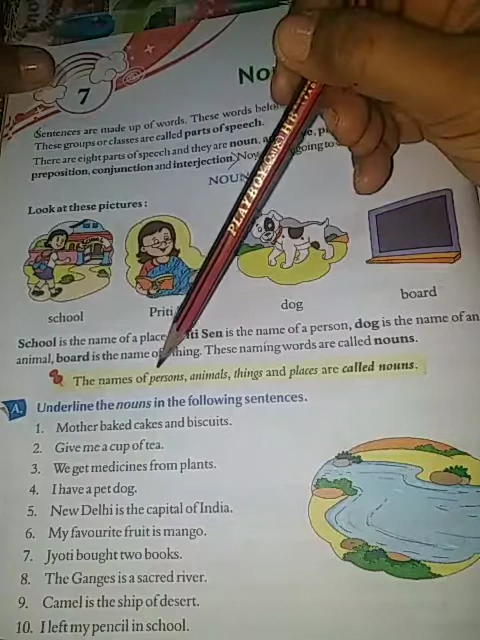 7
Sentences are made up of words. These words
These groups or classes are called parts of speech.
There are eight parts of speech and they are noun,
preposition, conjunction and interjection. going to
NOUN
Look at these pictures :
school
Priti
dog
board
School is the name of a place, Sen is the name of a person, dog is the name of an
animal, board is the name of thing. These naming words are called nouns.
The names of persons, animals, things and places are called nouns.
A. Underline the nouns in the following sentences.
1. Mother baked cakes and biscuits.
2. Give me a cup of tea.
3. We get medicines from plants.
4. I have a pet dog.
5. New Delhi is the capital of India.
6. My favourite fruit is mango.
7. Jyoti bought two books.
8. The Ganges is a sacred river.
9. Camel is the ship of desert.
10. I left my pencil in school.
PLAYBOY HB